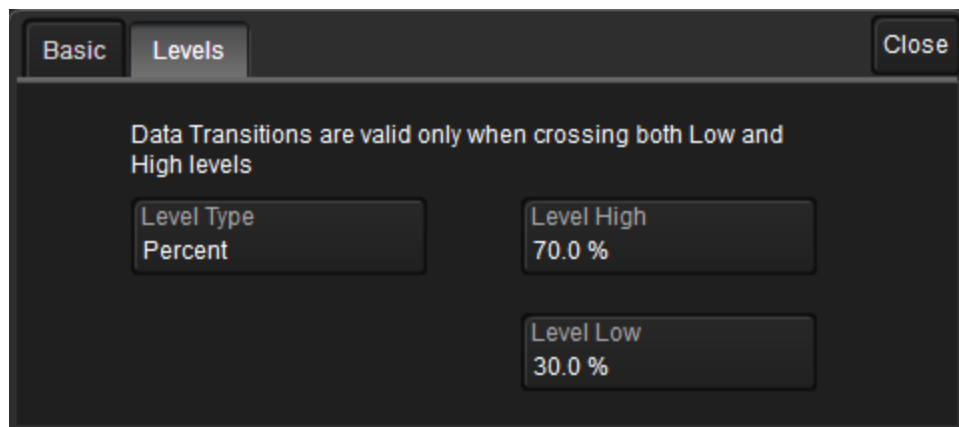 Basic
Levels
Close
Data Transitions are valid only when crossing both Low and
High levels
Level Type
Percent
Level High
70.0 %
Level Low
30.0 %